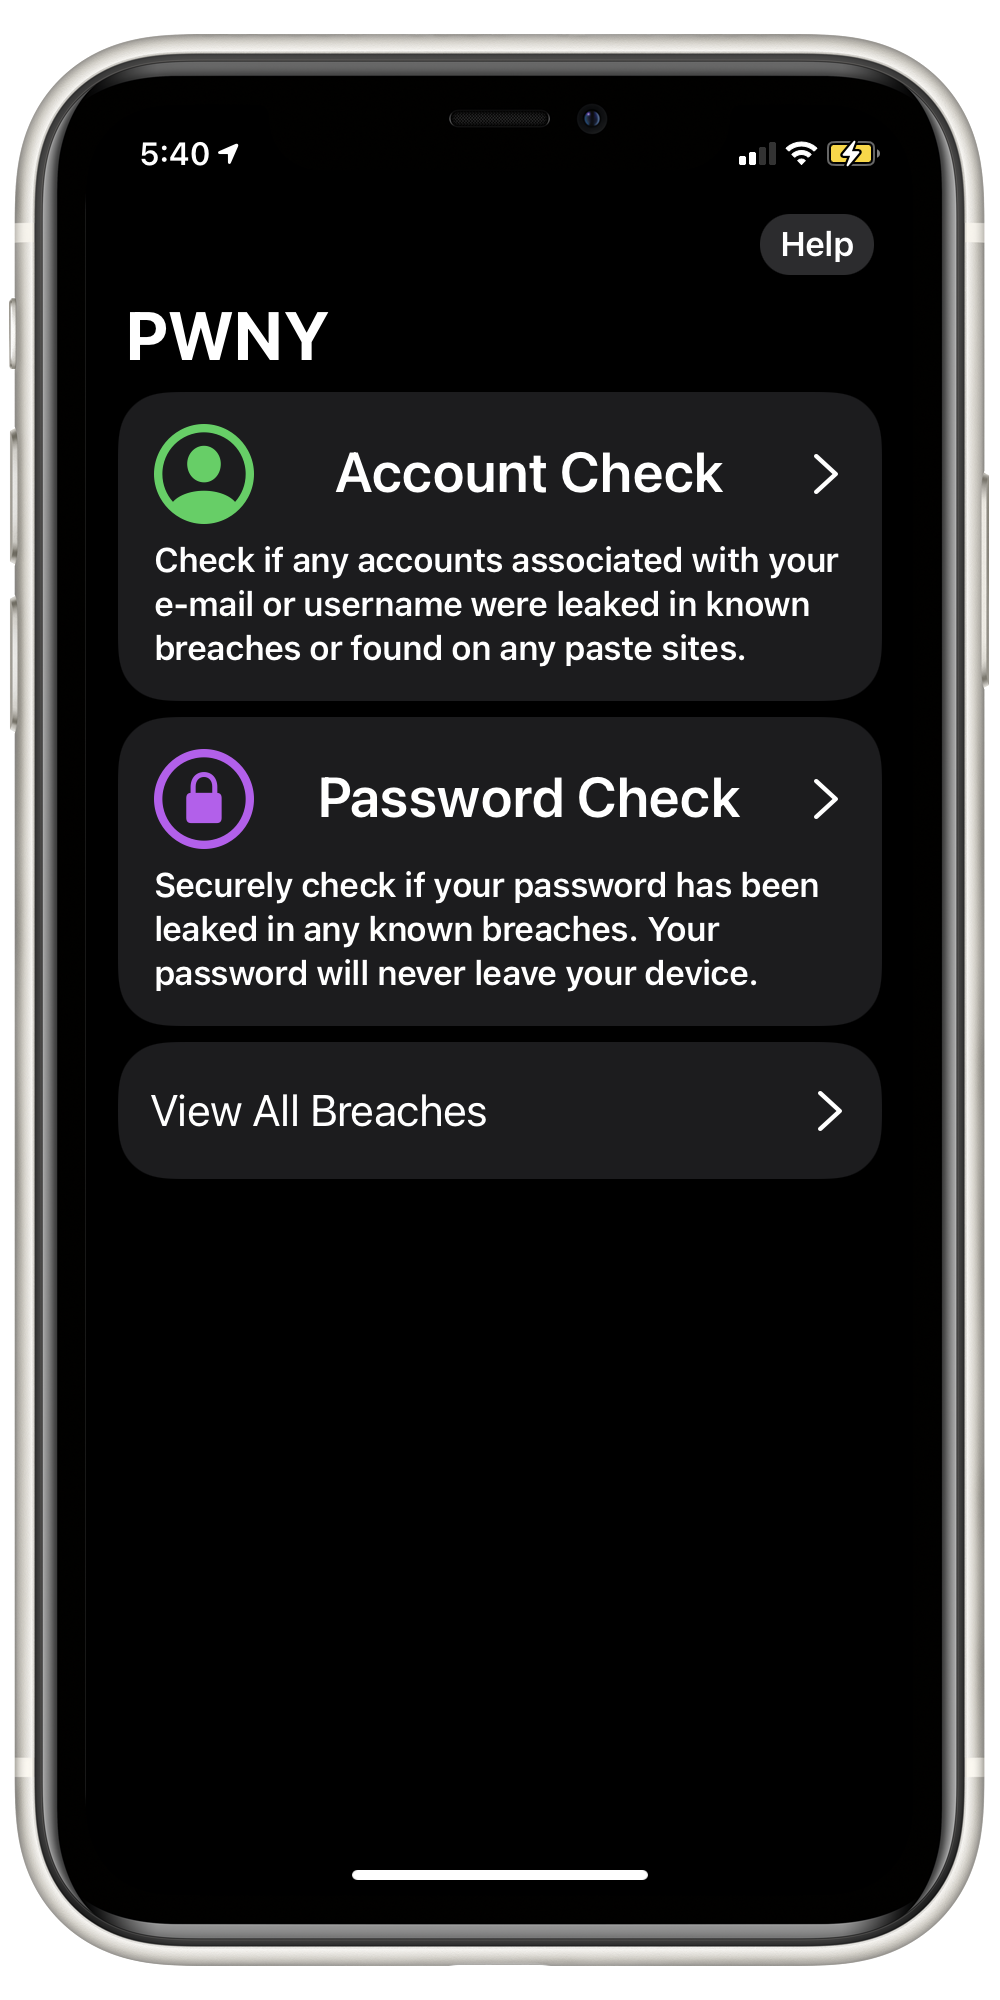 5:40
Help
PWNY
Account Check
Check if any accounts associated with your
e-mail or username were leaked in known
breaches or found on any paste sites.
Password Check
Securely check if your password has been
leaked in any known breaches. Your
password will never leave your device.
View All Breaches